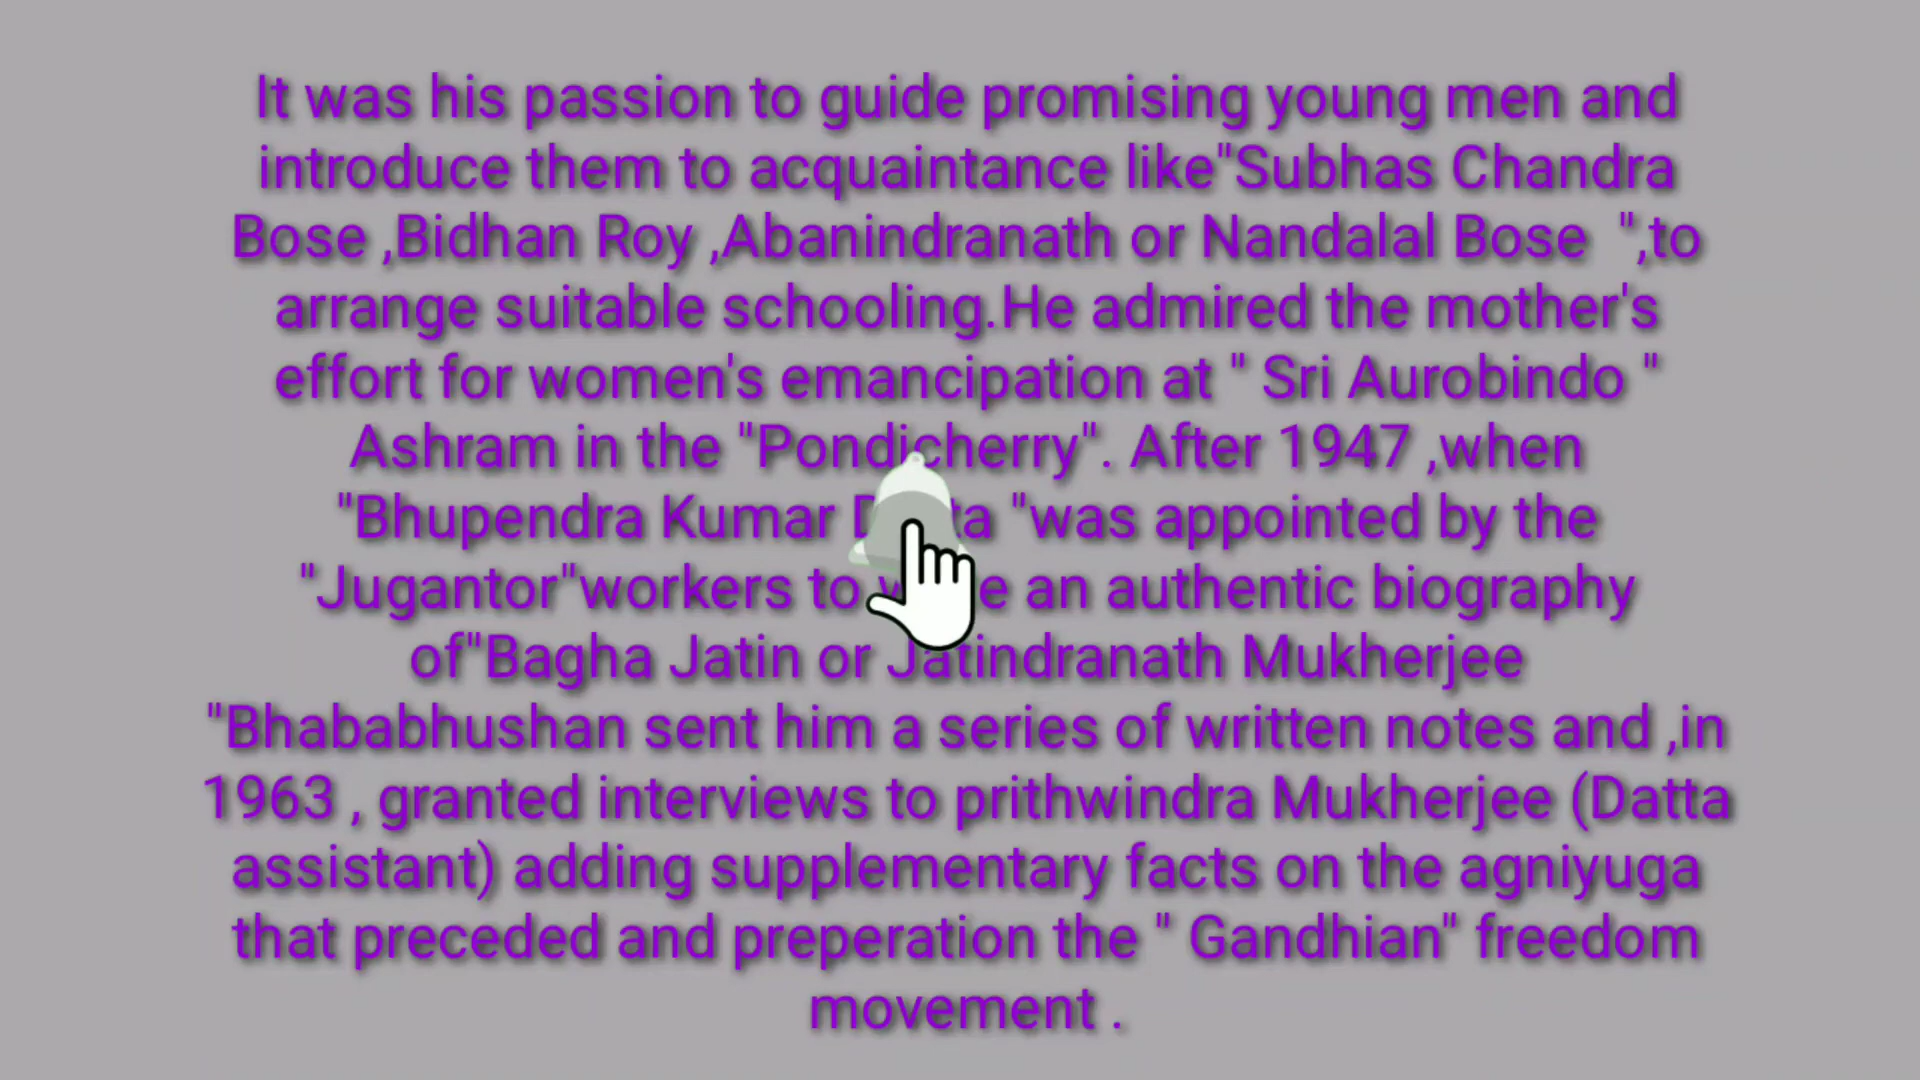 It was his passion to guide promising young men and
introduce them to acquaintance like"Subhas Chandra
Bose ,Bidhan Roy ,Abanindranath or Nandalal Bose  ",to
arrange suitable schooling.He admired the mother's
effort for women's emancipation at " Sri Aurobindo "
Ashram in the "Pondicherry". After 1947 ,when
"Bhupendra Kumar "was appointed by the
"Jugantor"workers to an authentic biography
of"Bagha Jatin or Jatindranath Mukherjee
"Bhababhushan sent him a series of written notes and ,in
1963 , granted interviews to prithwindra Mukherjee (Datta
assistant) adding supplementary facts on the agniyuga
that preceded and preperation the " Gandhian" freedom
movement .